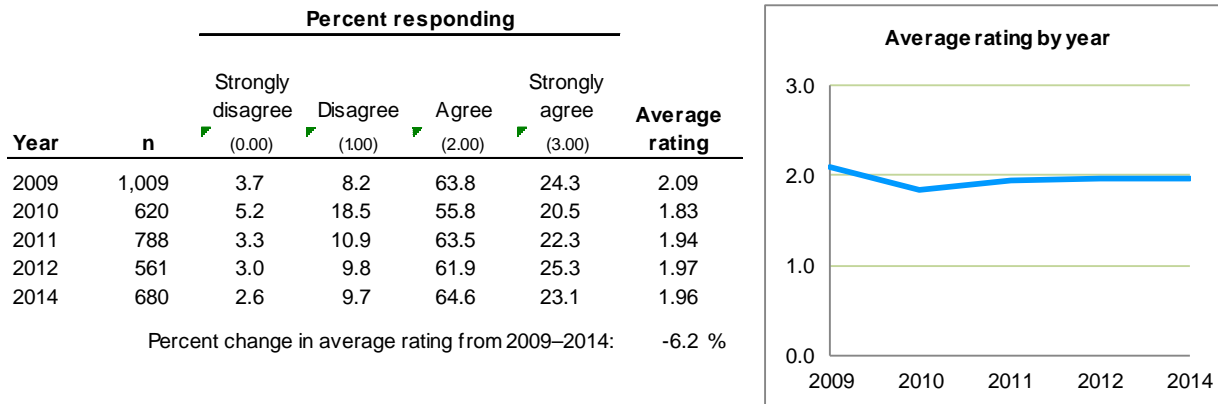 Percent responding
Strongly disagree (0.00)
Disagree (1.00)
Agree (2.00)
Strongly agree (3.00)
Average rating
Year n
2009 1,009 3.7 8.2 63.8 24.3 2.09
2010 620 5.2 18.5 55.8 20.5 1.83
2011 788 3.3 10.9 63.5 22.3 1.94
2012 561 3.0 9.8 61.9 25.3 1.97
2014 680 2.6 9.7 64.6 23.1 1.96
Percent change in average rating from 2009–2014: -6.2 %
Average rating by year
3.0
2.0
1.0
0.0
2009 2010 2011 2012 2014